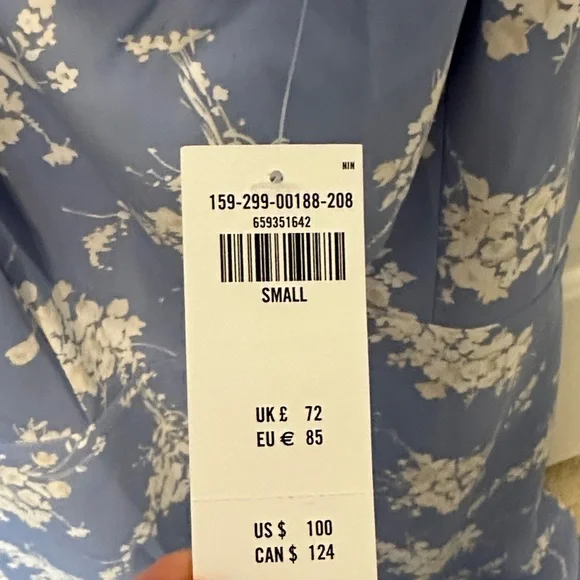 NIN
159-299-00188-208
659351642
SMALL
UK £ 72
EU € 85
US $ 100
CAN $ 124